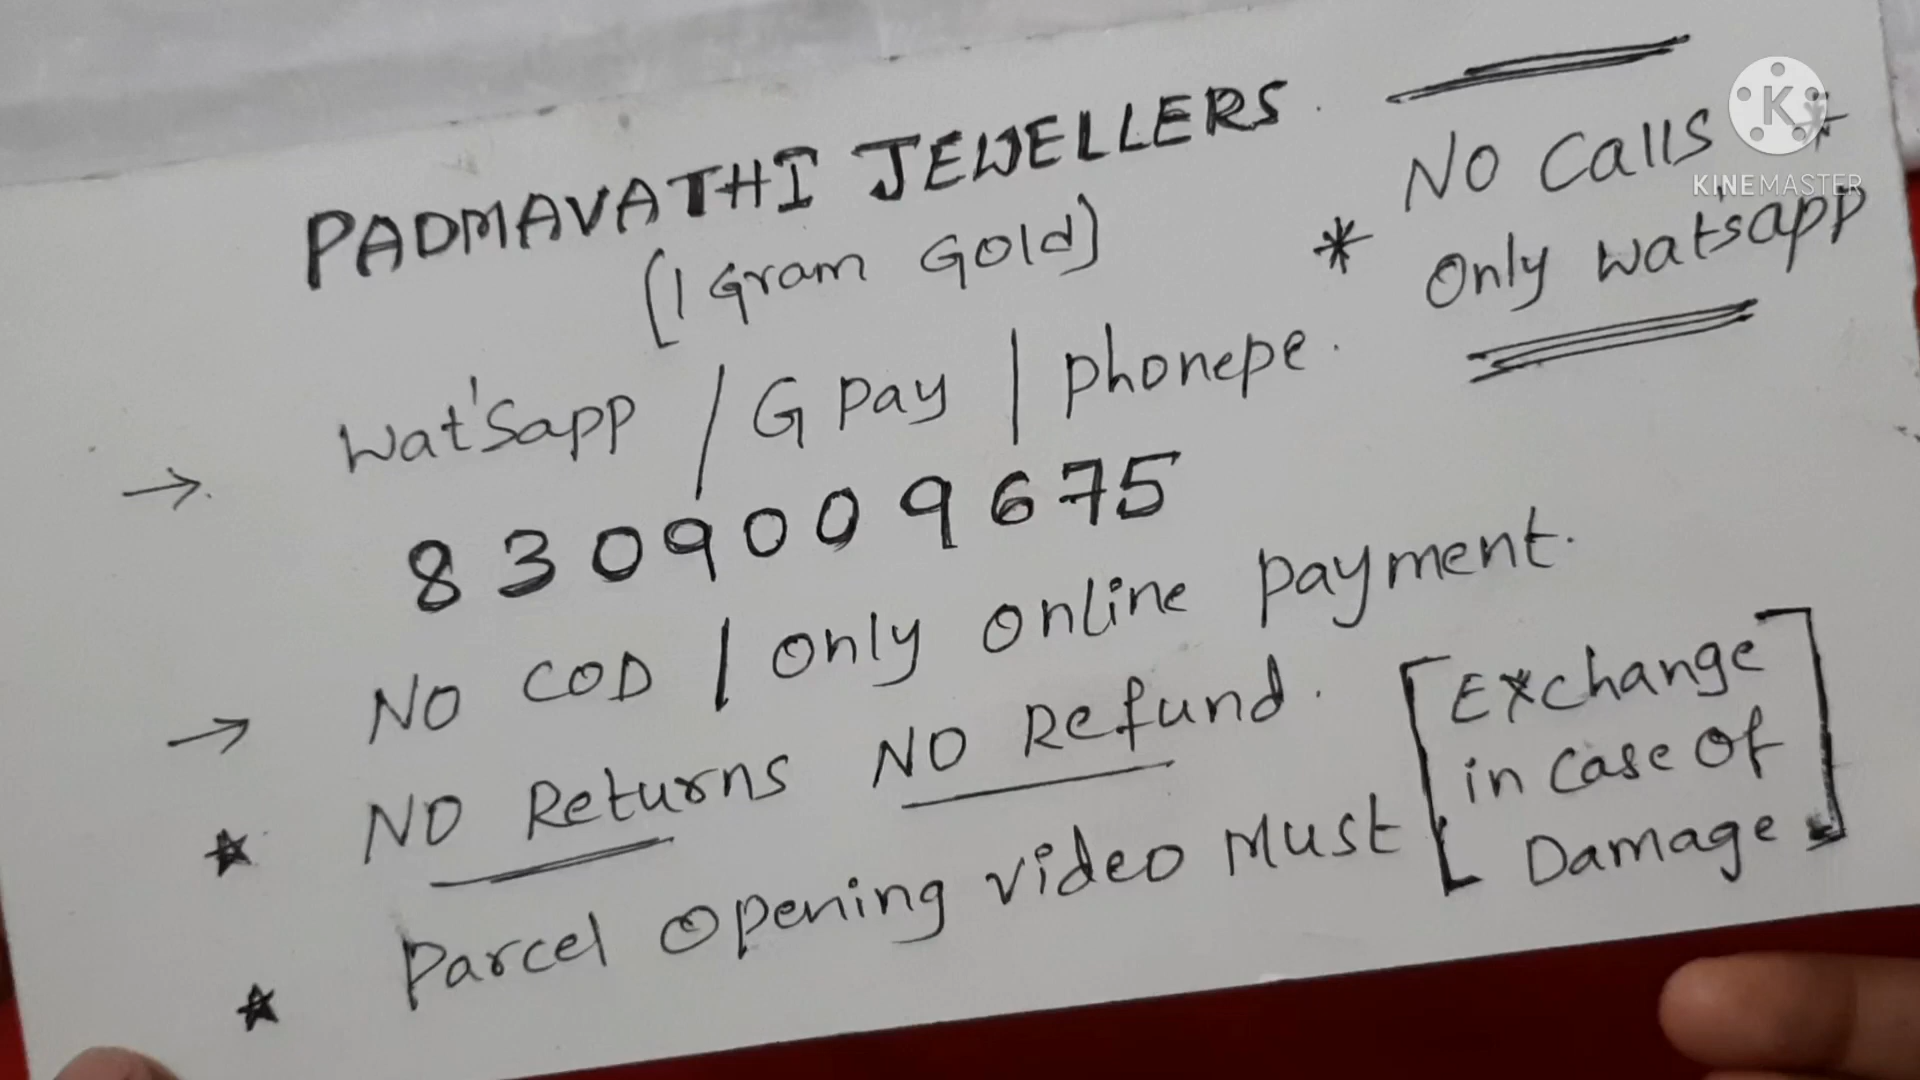 PADMAVATHI JEWELLERS.
(1 Gram Gold)
NO Calls *
* Only Watsapp
→ Wat'sapp / G Pay | Phonepe.
8309009675
→ NO COD | Only Online Payment.
★ NO Returns NO Refund.
★ Parcel Opening video Must
[Exchange
in Case Of
Damage]
K
KINEMASTER